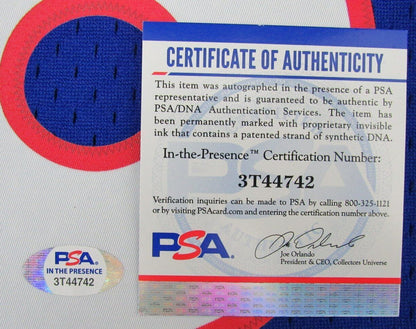 CERTIFICATE OF AUTHENTICITY
This item was autographed in the presence of a PSA
representative and is guaranteed to be authentic by
PSA/DNA Authentication Services. The item has
been permanently marked with proprietary invisible
ink that contains a patented strand of synthetic DNA.
In-the-Presence™ Certification Number:
3T44742
Verification inquiries can be made to PSA by calling 800-325-1121
or by visiting PSAcard.com and entering the certification number above.
PSA
Joe Orlando
President & CEO, Collectors Universe
PSA
IN THE PRESENCE
3T44742